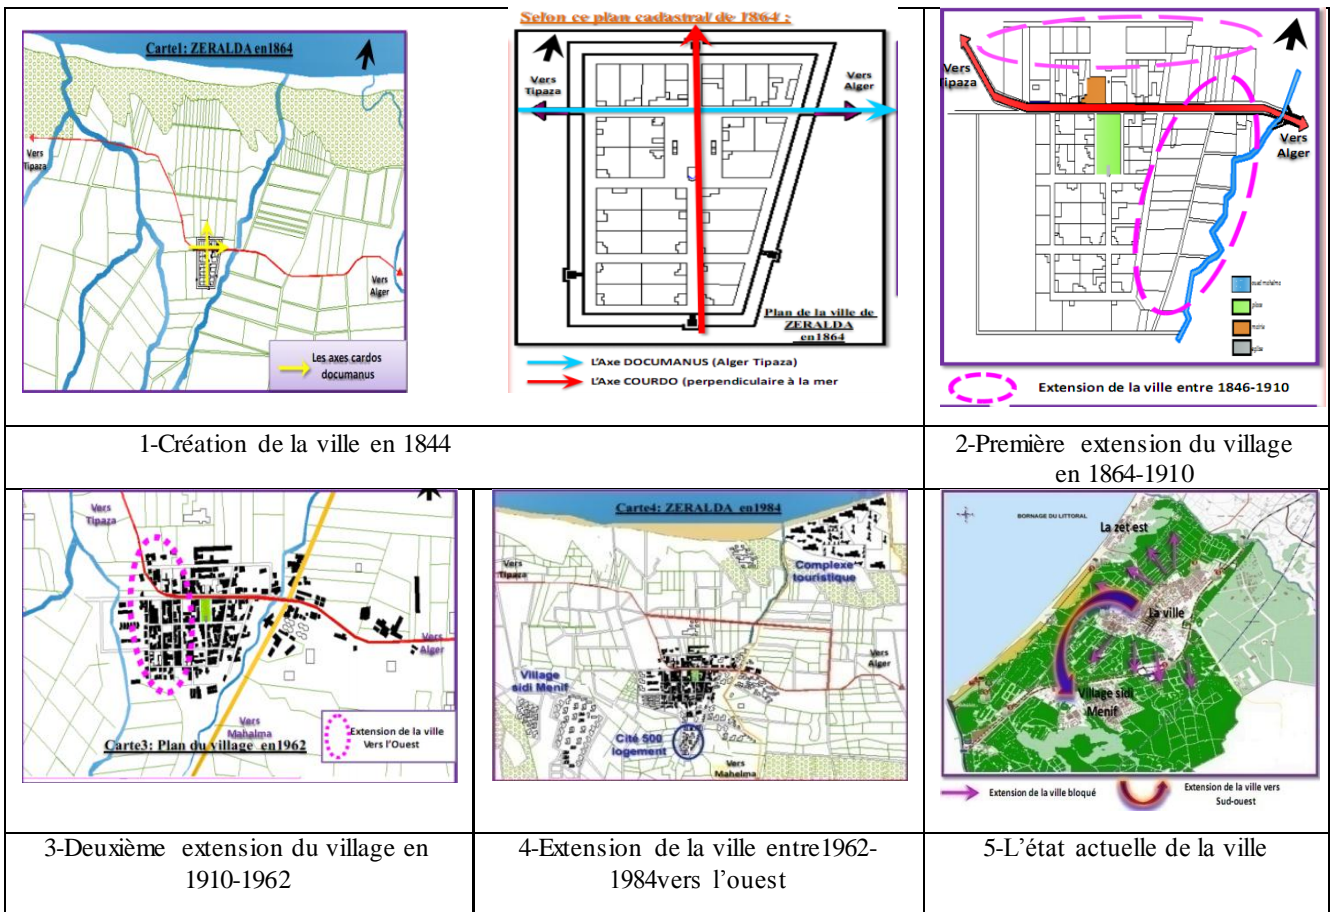 Carte1: ZERALDA en1864
Vers
Tipaza
Vers
Alger
Les axes cardos
documanus
Selon ce plan cadastral de 1864 :
Vers
Tipaza
Vers
Alger
Plan de la ville de
ZERALDA
en1864
L'Axe DOCUMANUS (Alger Tipaza)
L'Axe COURDO (perpendiculaire à la mer
Vers
Tipaza
Vers
Alger
place
mairie
église
Extension de la ville entre 1846-1910
1-Création de la ville en 1844
2-Première extension du village
en 1864-1910
Vers
Tipaza
Vers
Alger
Vers
Mahalma
Carte3: Plan du village en1962
Extension de la ville
Vers l'Ouest
Carte4: ZERALDA en1984
Vers
Tipaza
Complexe
touristique
Vers
Alger
Village
sidi Menif
Cité 500
logement
Vers
Mahelma
BORNAGE DU LITTORAL
La zet est
La ville
Village sidi
Menif
Extension de la ville bloqué
Extension de la ville vers
Sud-ouest
3-Deuxième extension du village en
1910-1962
4-Extension de la ville entre1962-
1984vers l'ouest
5-L'état actuelle de la ville